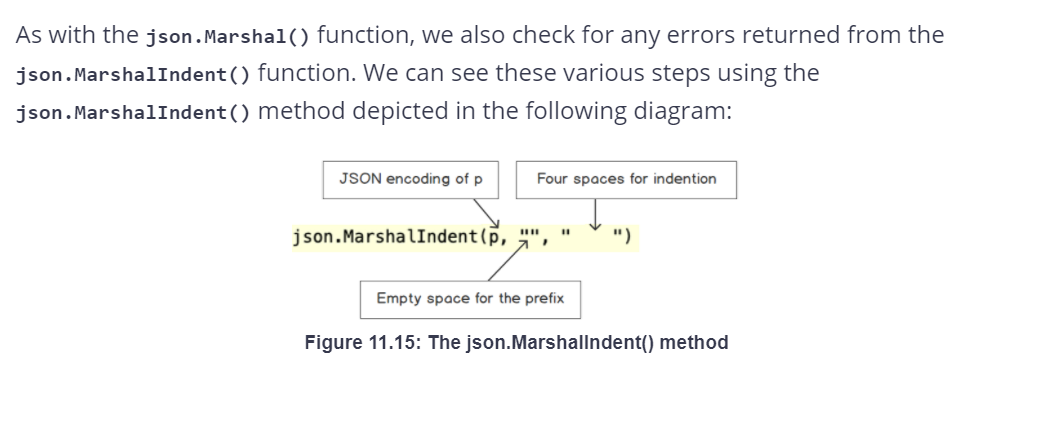 As with the json.Marshal() function, we also check for any errors returned from the
json.MarshalIndent() function. We can see these various steps using the
json.MarshalIndent() method depicted in the following diagram:
JSON encoding of p
Four spaces for indention
json.MarshalIndent(p, "", "    ")
Empty space for the prefix
Figure 11.15: The json.MarshalIndent() method